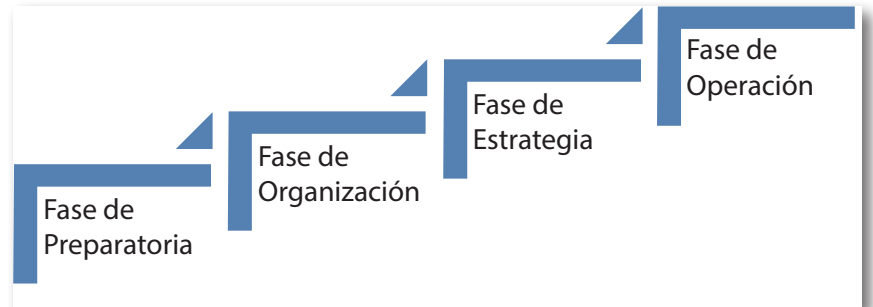 Fase de
Preparatoria
Fase de
Organización
Fase de
Estrategia
Fase de
Operación